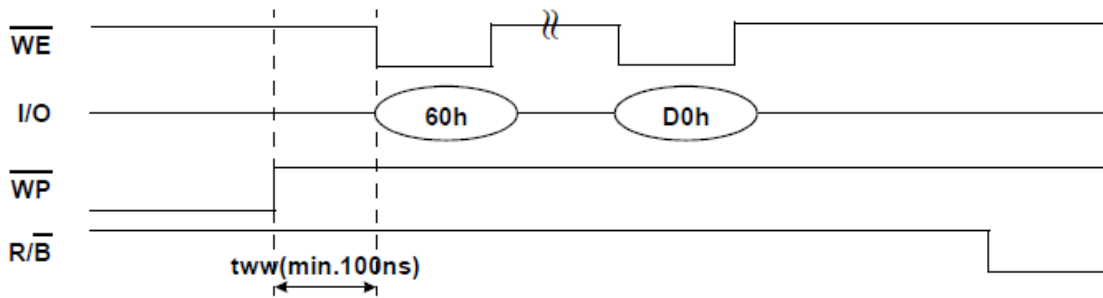 WE
I/O
60h
D0h
WP
R/B
tww(min.100ns)